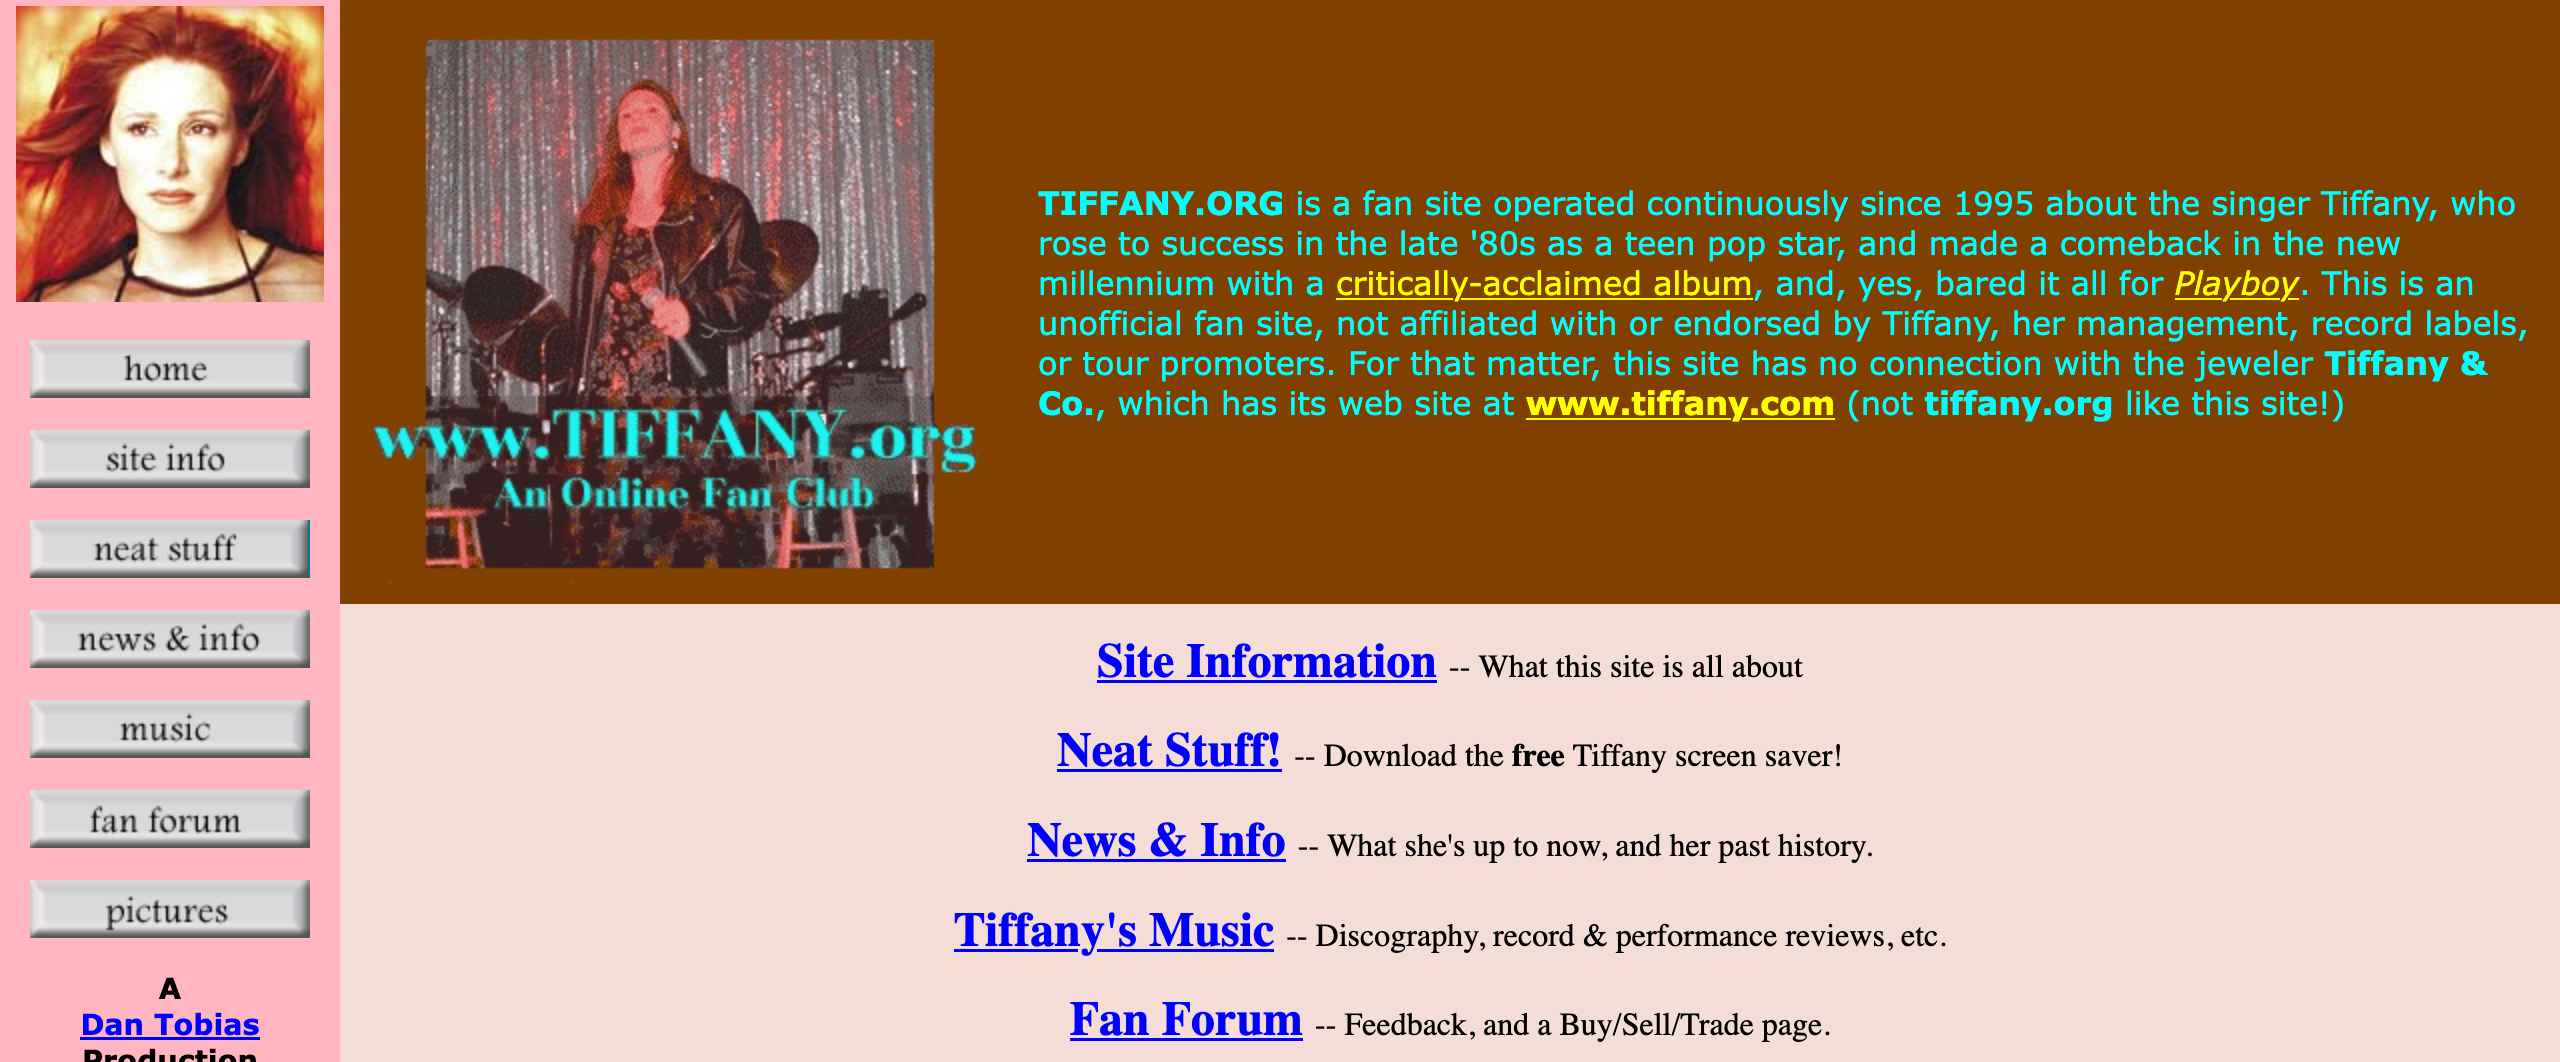 home
site info
neat stuff
news & info
music
fan forum
pictures
A
Dan Tobias
Production
www.TIFFANY.org
An Online Fan Club
TIFFANY.ORG is a fan site operated continuously since 1995 about the singer Tiffany, who
rose to success in the late '80s as a teen pop star, and made a comeback in the new
millennium with a critically-acclaimed album, and, yes, bared it all for Playboy. This is an
unofficial fan site, not affiliated with or endorsed by Tiffany, her management, record labels,
or tour promoters. For that matter, this site has no connection with the jeweler Tiffany &
Co., which has its web site at www.tiffany.com (not tiffany.org like this site!)
Site Information -- What this site is all about
Neat Stuff! -- Download the free Tiffany screen saver!
News & Info -- What she's up to now, and her past history.
Tiffany's Music -- Discography, record & performance reviews, etc.
Fan Forum -- Feedback, and a Buy/Sell/Trade page.